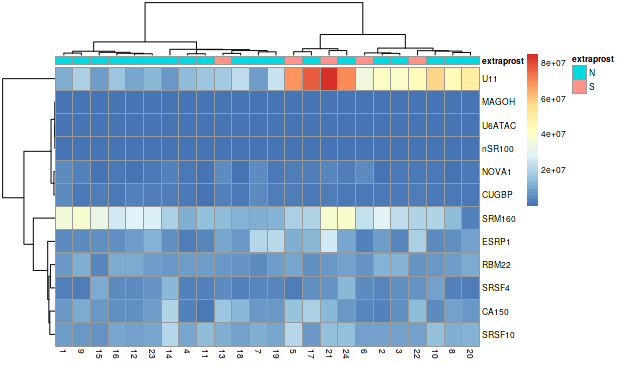 extraprost
extraprost
N
S
8e+07
6e+07
4e+07
2e+07
U11
MAGOH
U6ATAC
nSR100
NOVA1
CUGBP
SRM160
ESRP1
RBM22
SRSF4
CA150
SRSF10
1 9 15 16 12 23 14 4 11 13 18 7 19 5 17 21 24 6 2 3 22 10 8 20